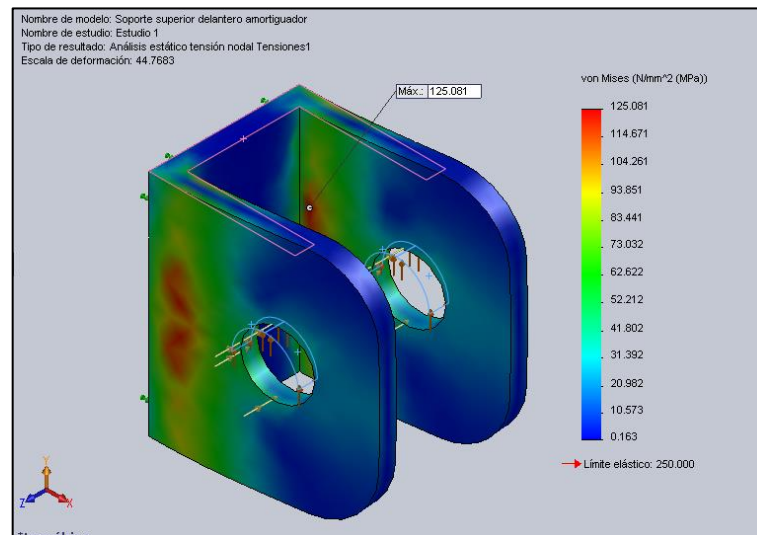 Nombre de modelo: Soporte superior delantero amortiguador
Nombre de estudio: Estudio 1
Tipo de resultado: Análisis estático tensión nodal Tensiones1
Escala de deformación: 44.7683
Máx.: 125.081
von Mises (N/mm^2 (MPa))
125.081
114.671
104.261
93.851
83.441
73.032
62.622
52.212
41.802
31.392
20.982
10.573
0.163
Límite elástico: 250.000
Y
Z
X